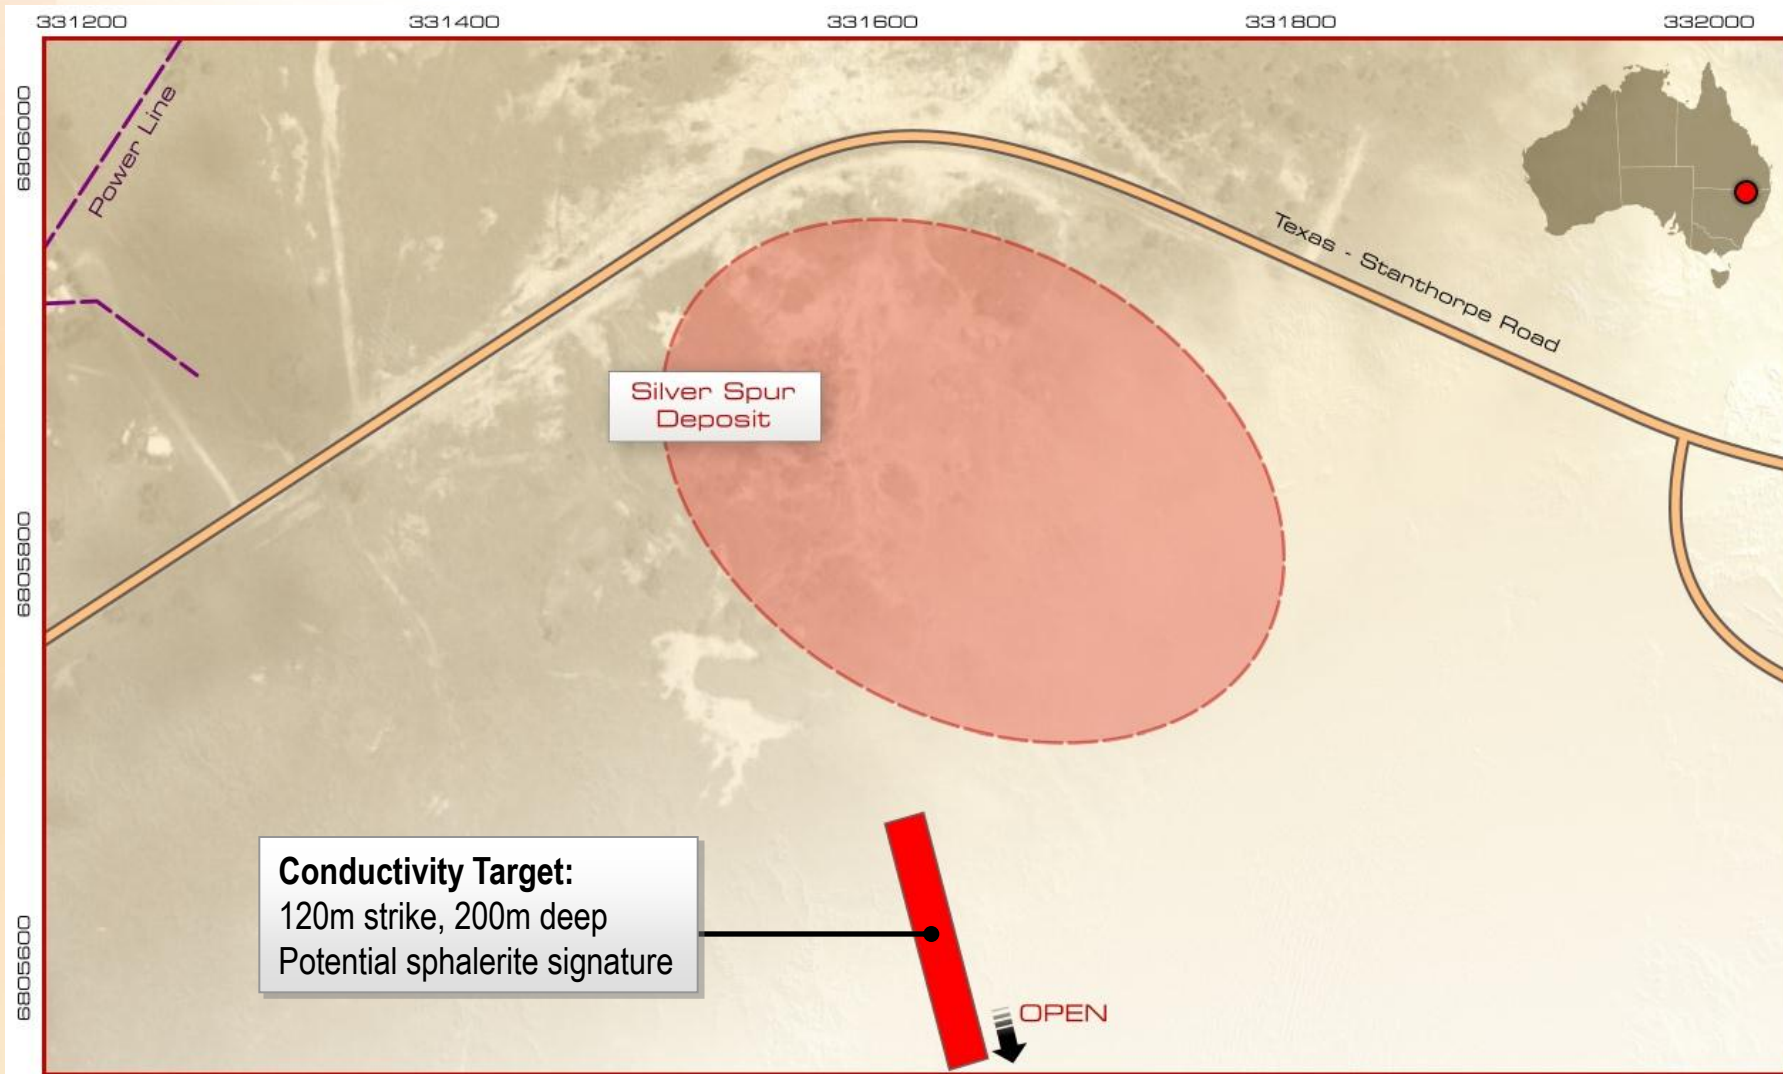 331200
331400
331600
331800
332000
6806000
Power Line
Texas - Stanthorpe Road
Silver Spur
Deposit
6805800
Conductivity Target:
120m strike, 200m deep
Potential sphalerite signature
6805600
OPEN